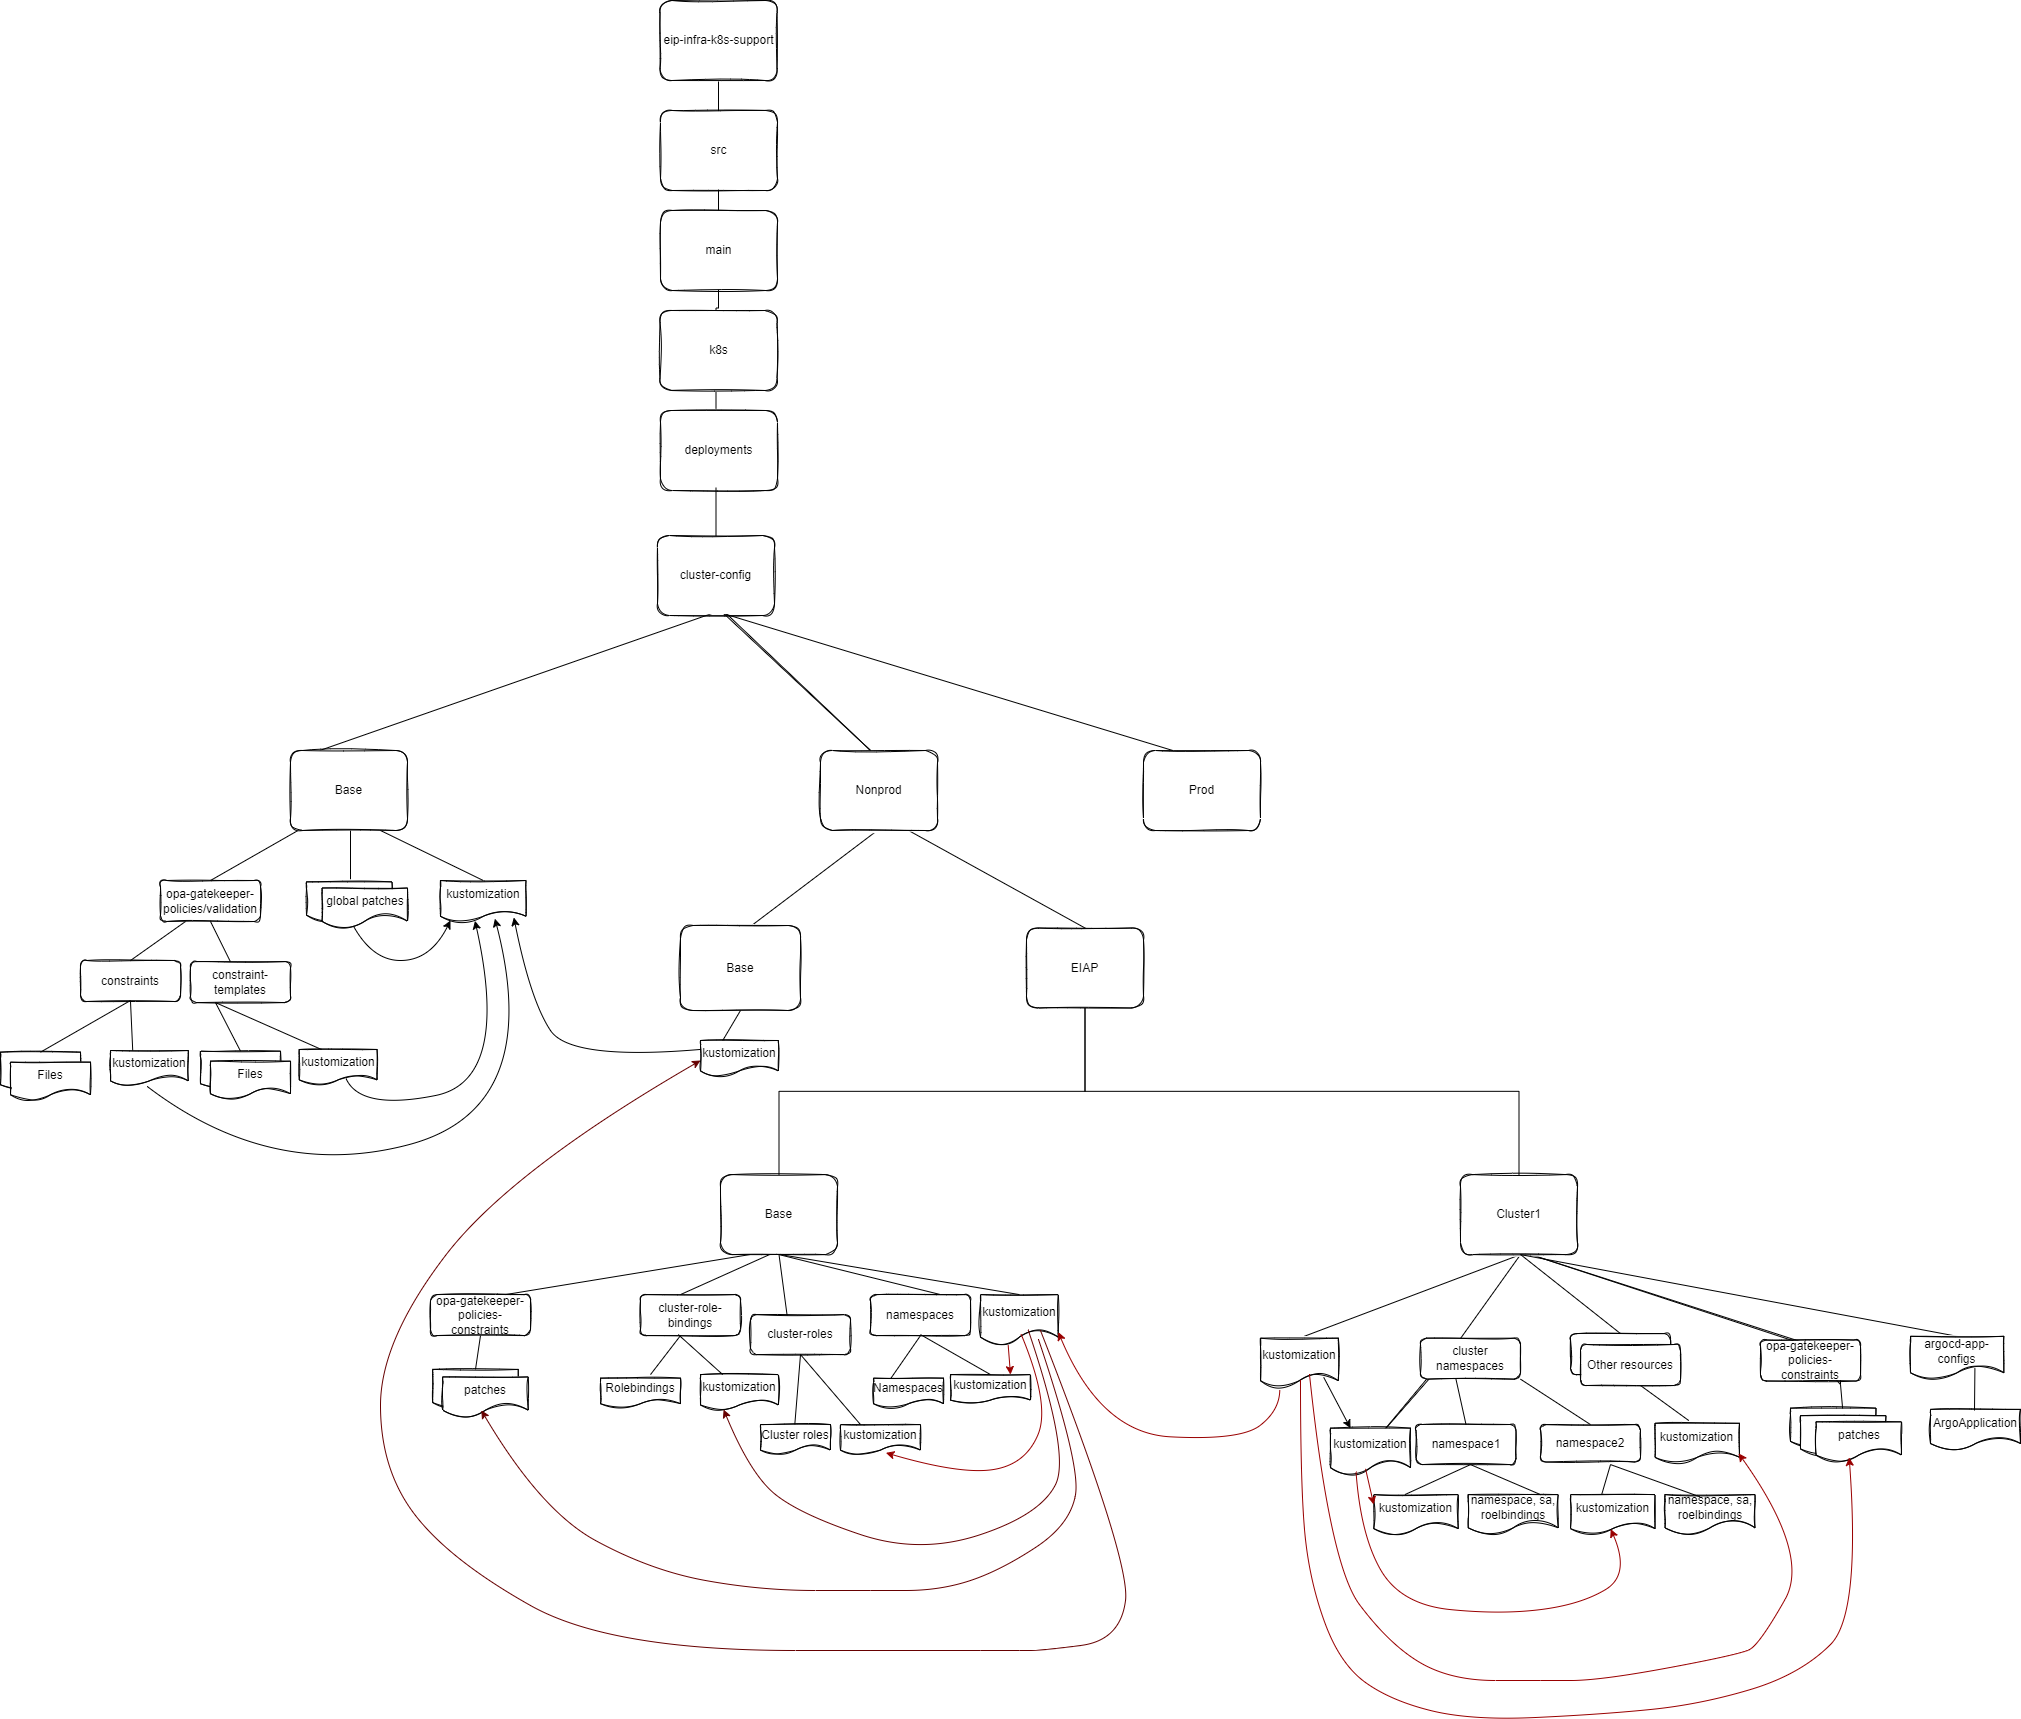 eip-infra-k8s-support
src
main
k8s
deployments
cluster-config
Base
Nonprod
Prod
opa-gatekeeper-
policies/validation
global patches
kustomization
Base
EIAP
constraints
constraint-
templates
Files
kustomization
Files
kustomization
kustomization
Base
Cluster1
opa-gatekeeper-
policies-
constraints
cluster-role-
bindings
cluster-roles
namespaces
kustomization
patches
Rolebindings
kustomization
Cluster roles
kustomization
Namespaces
kustomization
kustomization
cluster
namespaces
Other resources
opa-gatekeeper-
policies-
constraints
argocd-app-
configs
kustomization
namespace1
namespace2
kustomization
patches
ArgoApplication
kustomization
namespace, sa,
roelbindings
kustomization
namespace, sa,
roelbindings